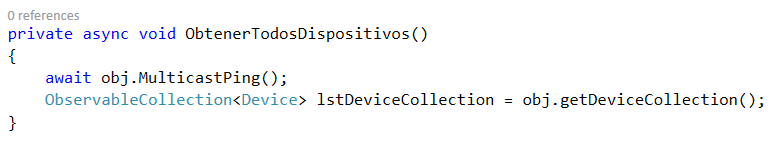 0 references
private async void ObtenerTodosDispositivos()
{
await obj.MulticastPing();
ObservableCollection<Device> lstDeviceCollection = obj.getDeviceCollection();
}